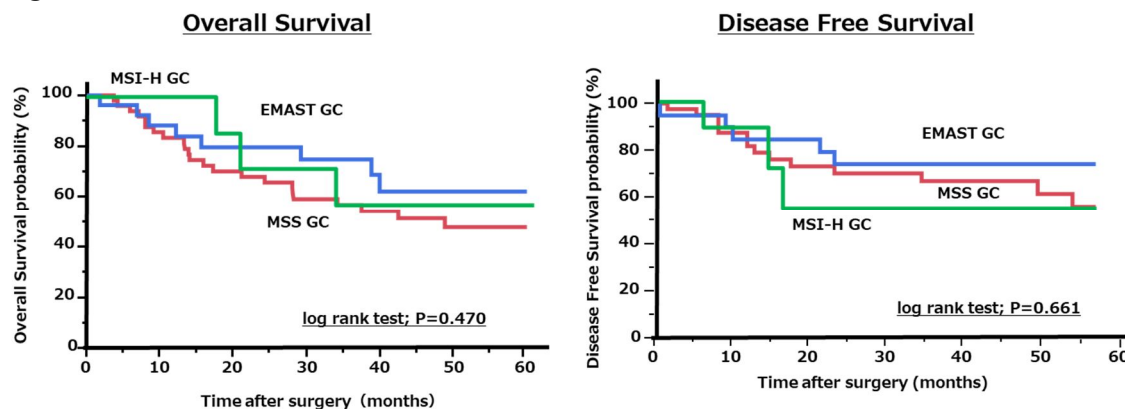 Overall Survival
MSI-H GC
EMAST GC
MSS GC
log rank test; P=0.470
Overall Survival probability (%)
100
80
60
40
20
0
0 10 20 30 40 50 60
Time after surgery (months)
Disease Free Survival
EMAST GC
MSS GC
MSI-H GC
log rank test; P=0.661
Disease Free Survival probability (%)
100
80
60
40
20
0
0 10 20 30 40 50 60
Time after surgery (months)